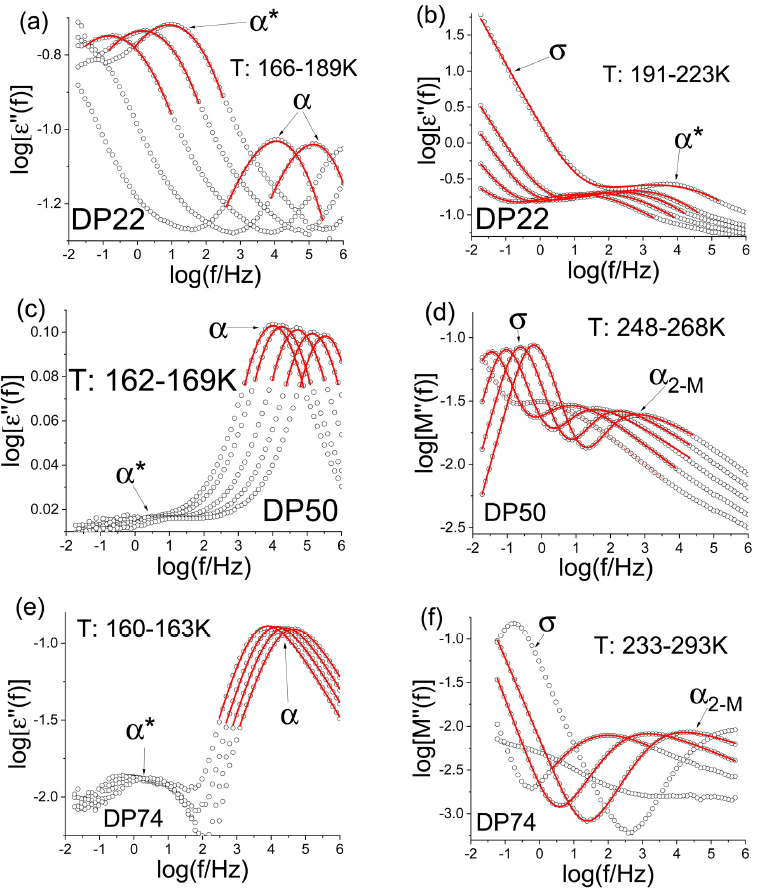 (a)
α*
T: 166-189K
α
DP22
log[ε"(f)]
-0.8
-1.0
-1.2
-2 -1 0 1 2 3 4 5 6
log(f/Hz)
(b)
σ
T: 191-223K
α*
DP22
log[ε"(f)]
1.5
1.0
0.5
0.0
-0.5
-1.0
-2 -1 0 1 2 3 4 5 6
log(f/Hz)
(c)
α
T: 162-169K
α*
DP50
log[ε"(f)]
0.10
0.08
0.06
0.04
0.02
-2 -1 0 1 2 3 4 5 6
log(f/Hz)
(d)
σ
T: 248-268K
α2-M
DP50
log[M"(f)]
-1.0
-1.5
-2.0
-2.5
-2 -1 0 1 2 3 4 5 6
log(f/Hz)
(e)
T: 160-163K
α*
α
DP74
log[ε"(f)]
-1.0
-1.5
-2.0
-2 -1 0 1 2 3 4 5 6
log(f/Hz)
(f)
σ
T: 233-293K
α2-M
DP74
log[M"(f)]
-1.0
-1.5
-2.0
-2.5
-3.0
-2 -1 0 1 2 3 4 5 6
log(f/Hz)